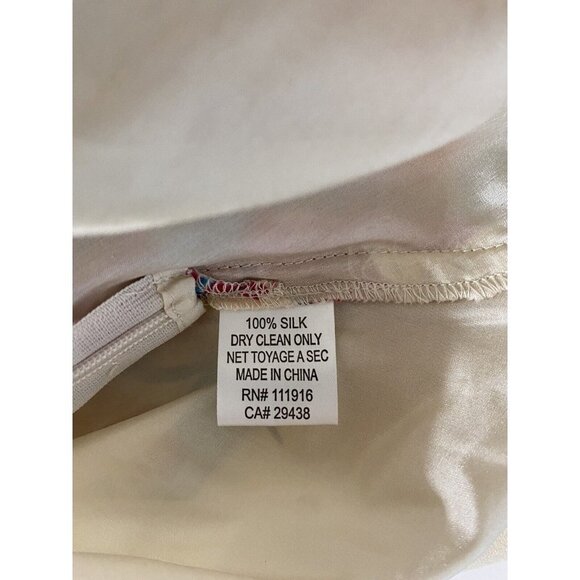 100% SILK
DRY CLEAN ONLY
NET TOYAGE A SEC
MADE IN CHINA
RN# 111916
CA# 29438